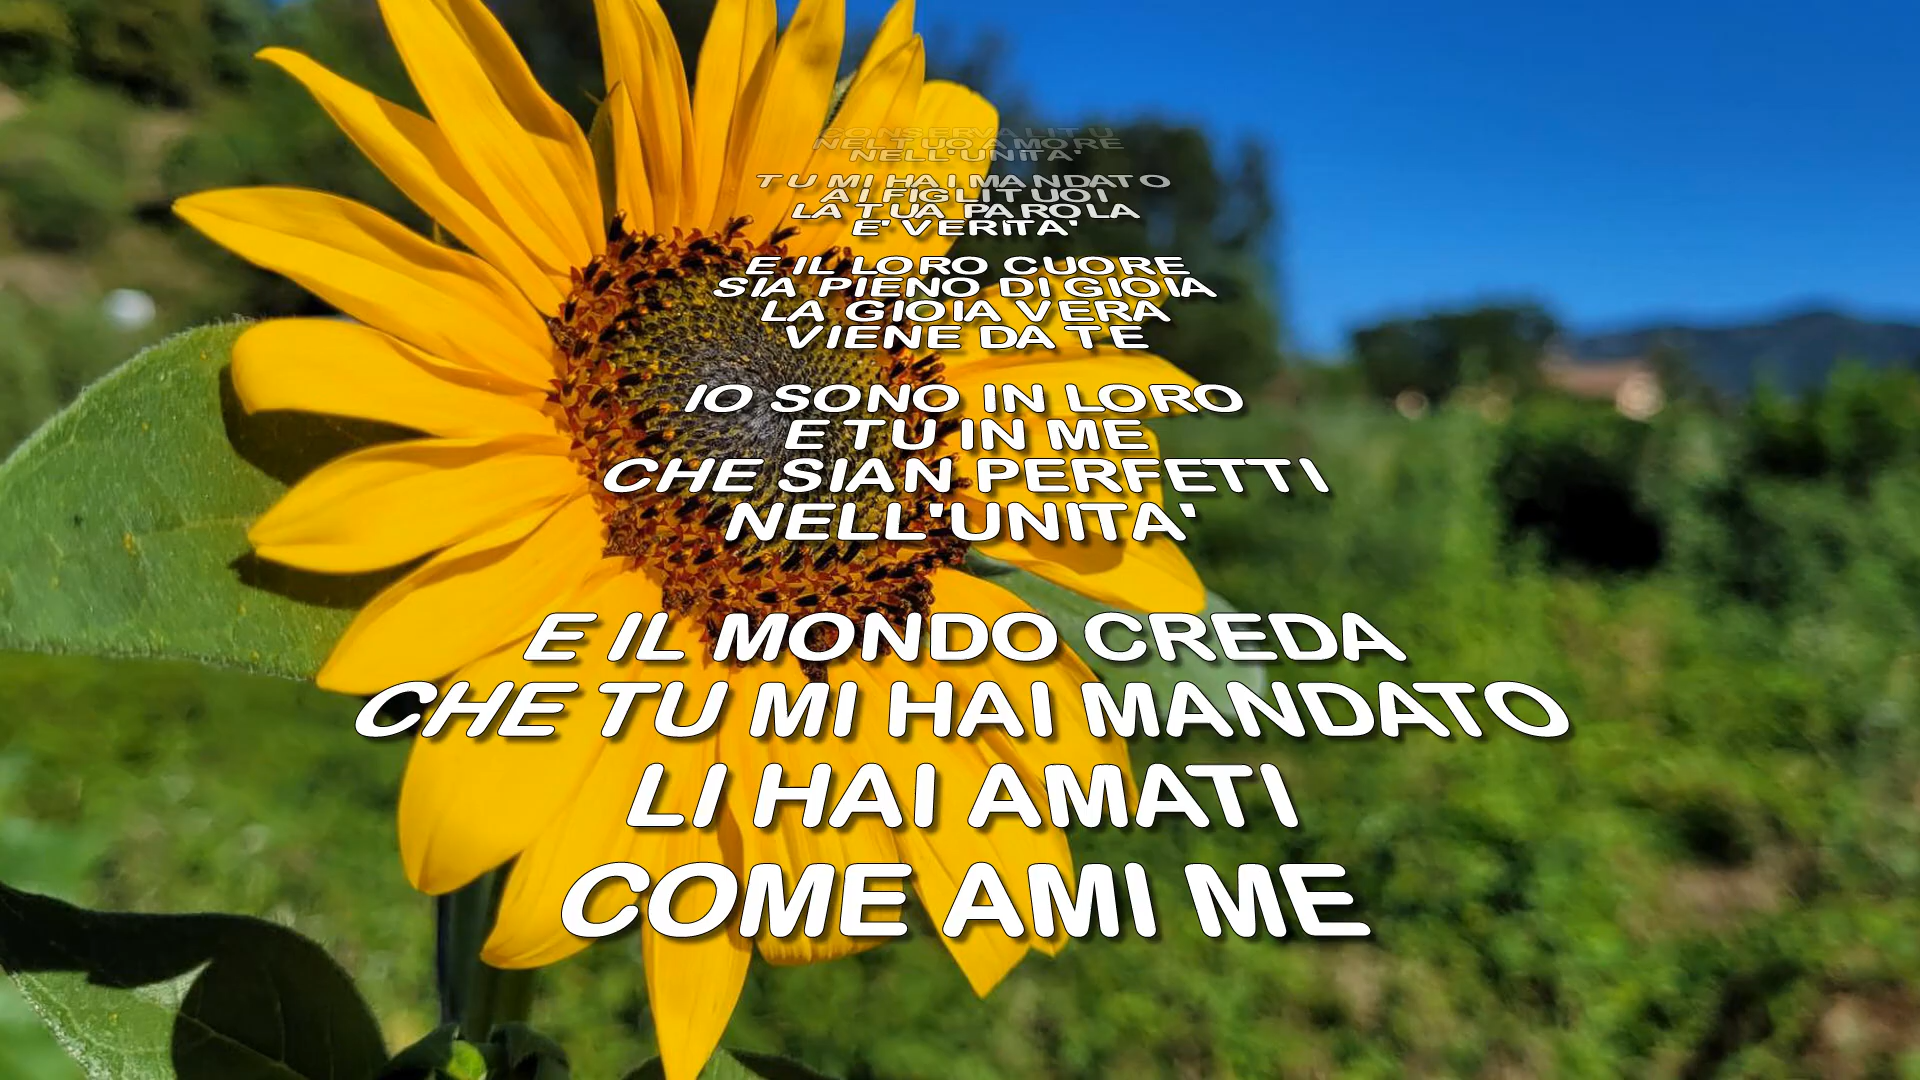 CONSERVALI TU
NEL TUO AMORE
NELL'UNITA'
TU MI HAI MANDATO
AI FIGLI TUOI
LA TUA PAROLA
E' VERITA'
E IL LORO CUORE
SIA PIENO DI GIOIA
LA GIOIA VERA
VIENE DA TE
IO SONO IN LORO
E TU IN ME
CHE SIAN PERFETTI
NELL'UNITA'
E IL MONDO CREDA
CHE TU MI HAI MANDATO
LI HAI AMATI
COME AMI ME